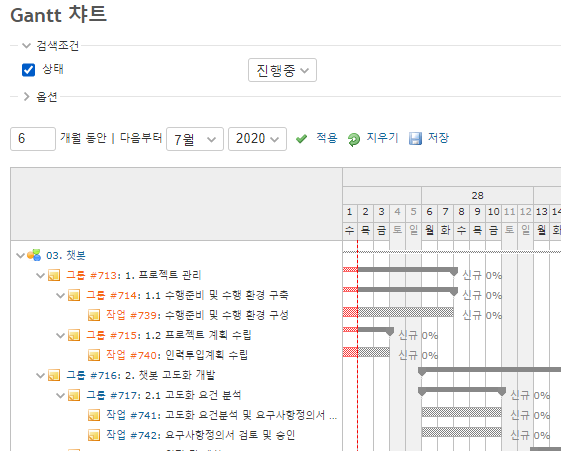 Gantt 챠트
검색조건
상태 진행중
옵션
6 개월 동안 | 다음부터 7월 2020 적용 지우기 저장
28
1 2 3 4 5 6 7 8 9 10 11 12 13 14
수 목 금 토 일 월 화 수 목 금 토 일 월 화
03. 챗봇
그룹 #713: 1. 프로젝트 관리 신규 0%
그룹 #714: 1.1 수행준비 및 수행 환경 구축 신규 0%
작업 #739: 수행준비 및 수행 환경 구성 신규 0%
그룹 #715: 1.2 프로젝트 계획 수립 신규 0%
작업 #740: 인력투입계획 수립 신규 0%
그룹 #716: 2. 챗봇 고도화 개발
그룹 #717: 2.1 고도화 요건 분석 신규 0%
작업 #741: 고도화 요건분석 및 요구사항정의서 ... 신규 0%
작업 #742: 요구사항정의서 검토 및 승인 신규 0%